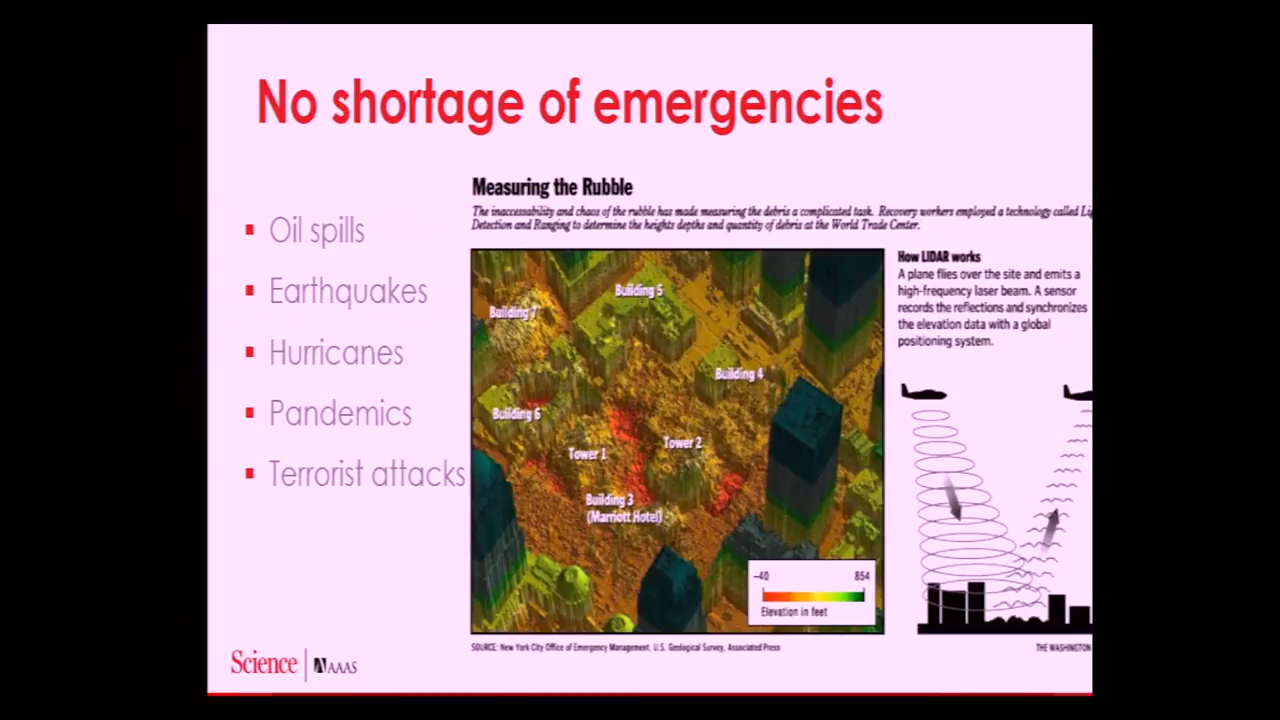 No shortage of emergencies
Oil spills
Earthquakes
Hurricanes
Pandemics
Terrorist attacks
Measuring the Rubble
The inaccessability and chaos of the rubble has made measuring the debris a complicated task. Recovery workers employed a technology called Lig
Detection and Ranging to determine the heights depths and quantity of debris at the World Trade Center.
Building 5
Building 7
Building 4
Building 6
Tower 2
Tower 1
Building 3
(Marriott Hotel)
-40 854
Elevation in feet
How LIDAR works
A plane flies over the site and emits a
high-frequency laser beam. A sensor
records the reflections and synchronizes
the elevation data with a global
positioning system.
SOURCE: New York City Office of Emergency Management, U.S. Geological Survey, Associated Press
THE WASHINGTON
Science AAAS